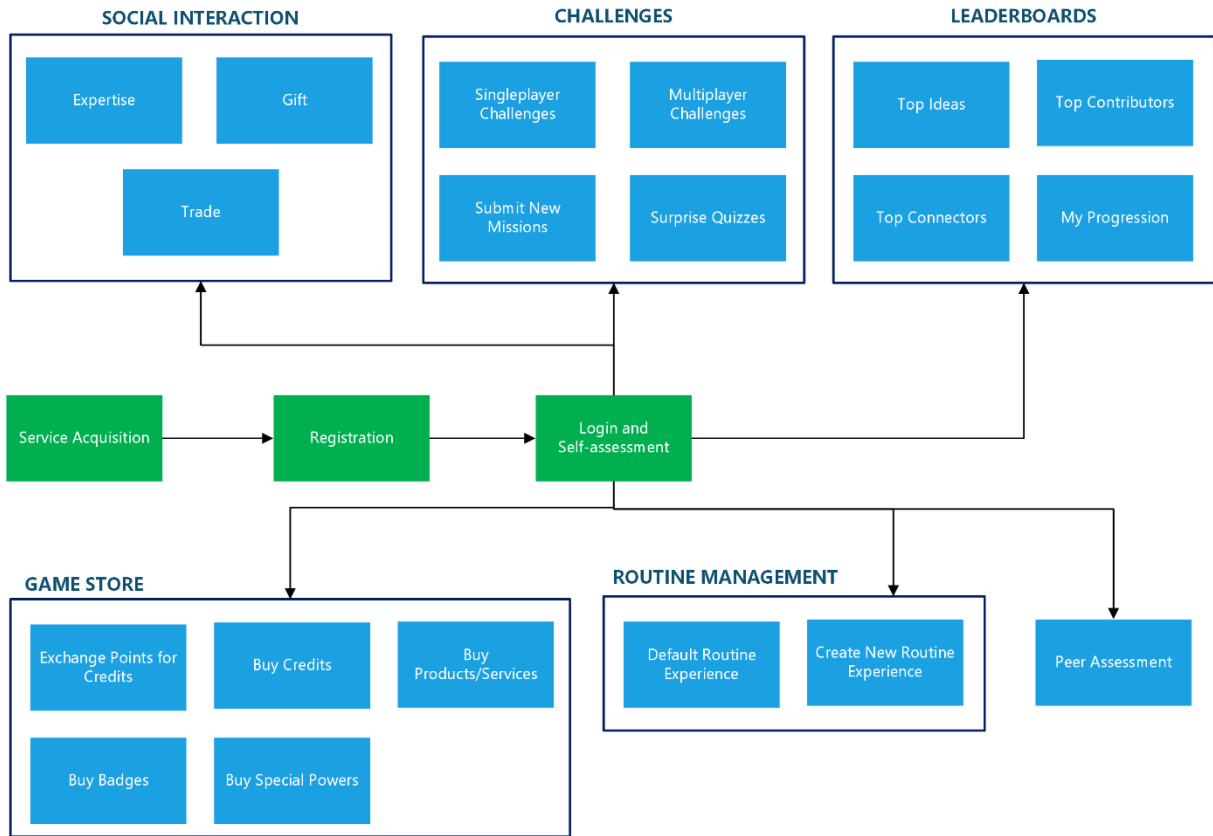 SOCIAL INTERACTION
Expertise
Gift
Trade
CHALLENGES
Singleplayer
Challenges
Multiplayer
Challenges
Submit New
Missions
Surprise Quizzes
LEADERBOARDS
Top Ideas
Top Contributors
Top Connectors
My Progression
Service Acquisition
Registration
Login and
Self-assessment
GAME STORE
Exchange Points for
Credits
Buy Credits
Buy
Products/Services
Buy Badges
Buy Special Powers
ROUTINE MANAGEMENT
Default Routine
Experience
Create New Routine
Experience
Peer Assessment